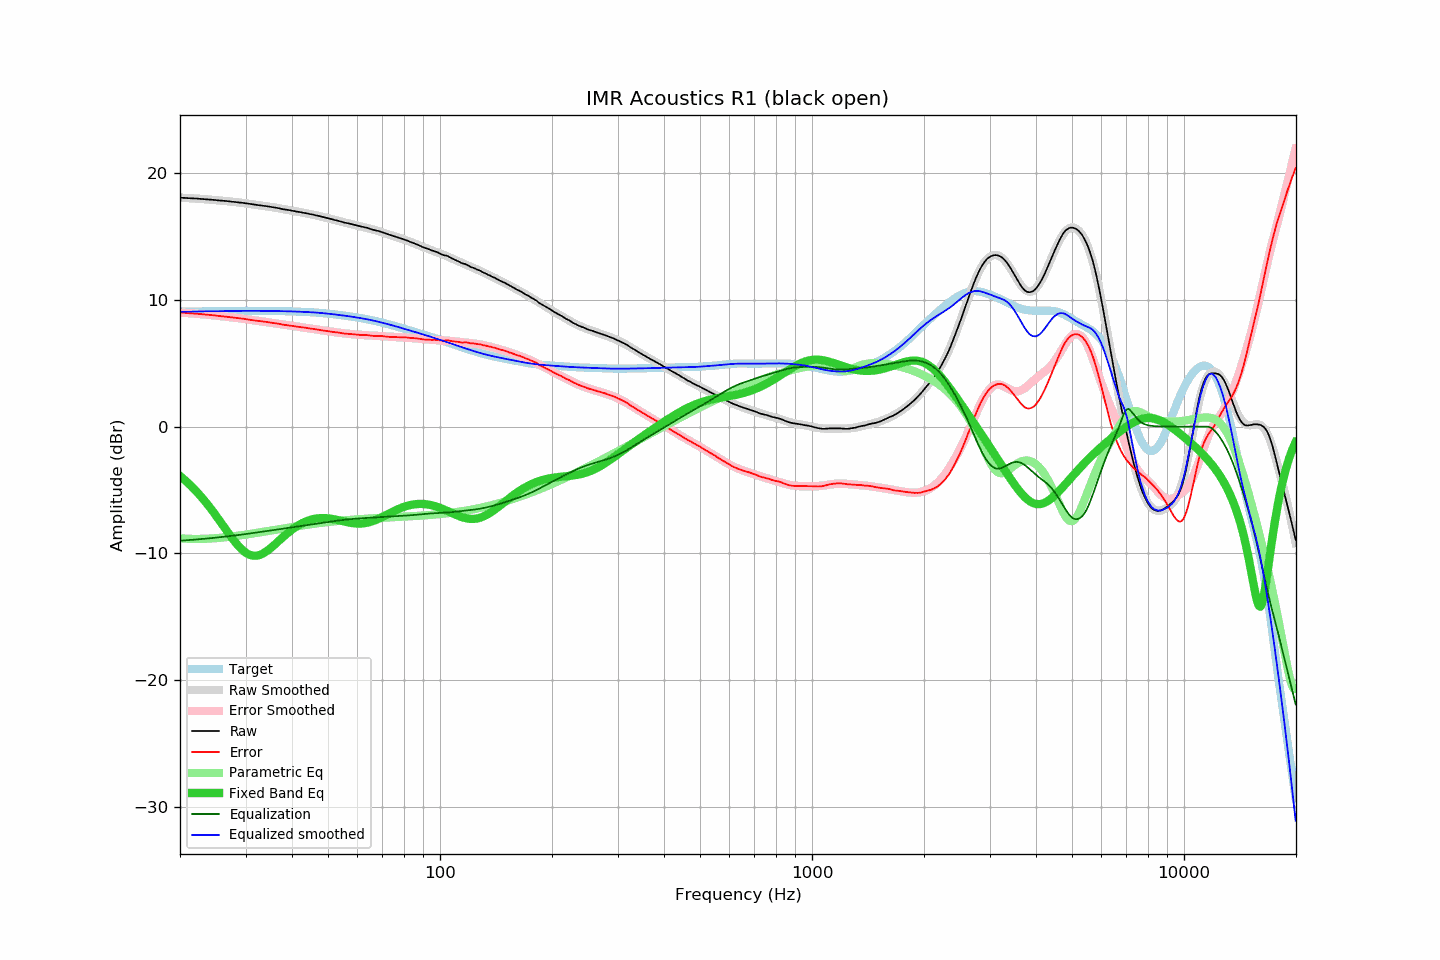 IMR Acoustics R1 (black open)
Amplitude (dBr)
20
10
0
−10
−20
−30
Target
Raw Smoothed
Error Smoothed
Raw
Error
Parametric Eq
Fixed Band Eq
Equalization
Equalized smoothed
100
1000
10000
Frequency (Hz)